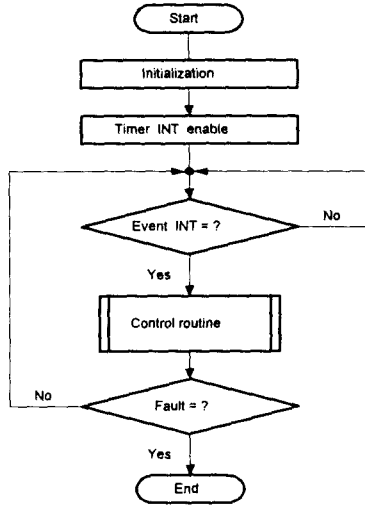 Start
Initialization
Timer INT enable
Event INT = ?
No
Yes
Control routine
No
Fault = ?
Yes
End